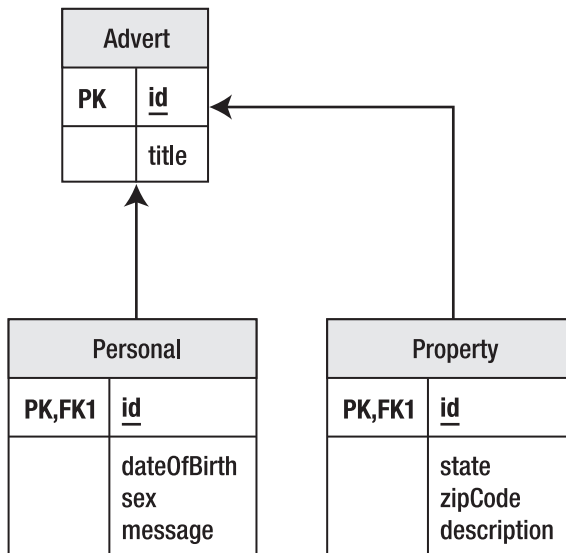 Advert
PK id
title
Personal
PK,FK1 id
dateOfBirth
sex
message
Property
PK,FK1 id
state
zipCode
description